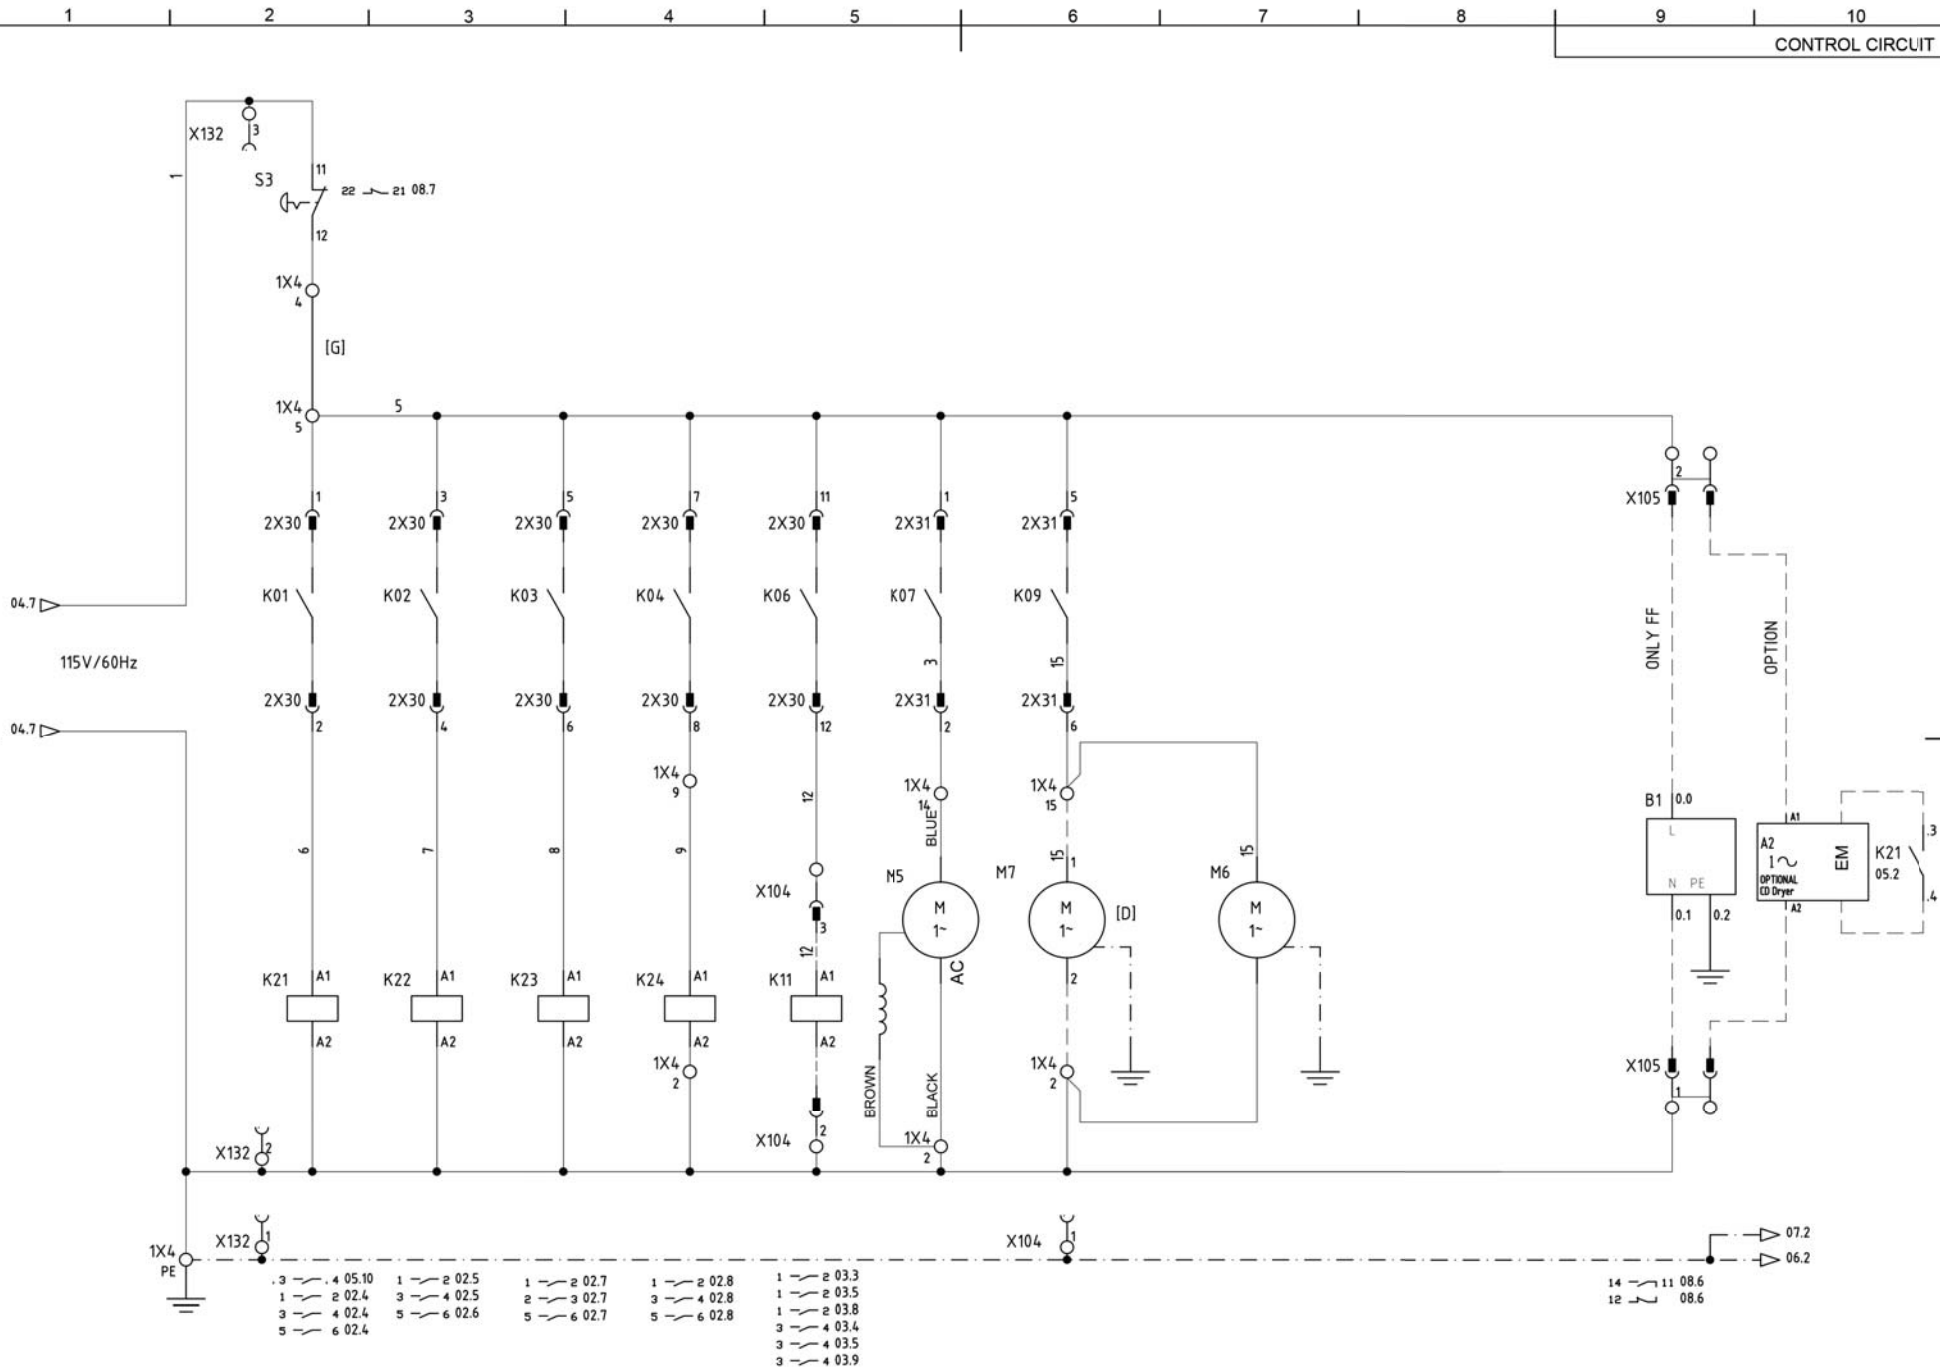 1 2 3 4 5 6 7 8 9 10
CONTROL CIRCUIT
X132 3
1
11
S3
22 21 08.7
12
1X4
4
[G]
1X4 5
5
1 3 5 7 11 1 5 2
X105
2X30 2X30 2X30 2X30 2X30 2X31 2X31
04.7 K01 K02 K03 K04 K06 K07 K09
ONLY FF OPTION
115V/60Hz 3 15
2X30 2X30 2X30 2X30 2X30 2X31 2X31
04.7 2 4 6 8 12 2 6
1X4 1X4 1X4
9 14 15
12
B1 0.0
A1
L
BLUE
6 7 8 9 15 15
A2
1
OPTIONAL
CD Dryer
EM
K21
05.2
.3
.4
1
X104 M5 M7 M6
M M M
1~ 1~ 1~
[D]
N PE
A2
0.1 0.2
3
12
AC
2
K21 A1 K22 A1 K23 A1 K24 A1 K11 A1
A2 A2 A2 A2 A2
1X4 1X4 X105
2 2 1
BROWN BLACK
X132 2 X104 2 1X4
2
X132 1 X104 1
1X4
PE
07.2
06.2
.3 .4 05.10
1 2 02.4
3 4 02.4
5 6 02.4
1 2 02.5
3 4 02.5
5 6 02.6
1 2 02.7
2 3 02.7
5 6 02.7
1 2 02.8
3 4 02.8
5 6 02.8
1 2 03.3
1 2 03.5
1 2 03.8
3 4 03.4
3 4 03.5
3 4 03.9
14 11 08.6
12 08.6